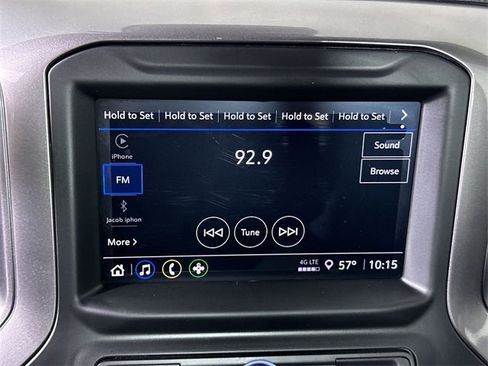 Hold to Set Hold to Set Hold to Set Hold to Set Hold to Set >
iPhone
92.9
Sound
FM
Browse
Jacob iphon
Tune
More >
4G LTE 57° 10:15